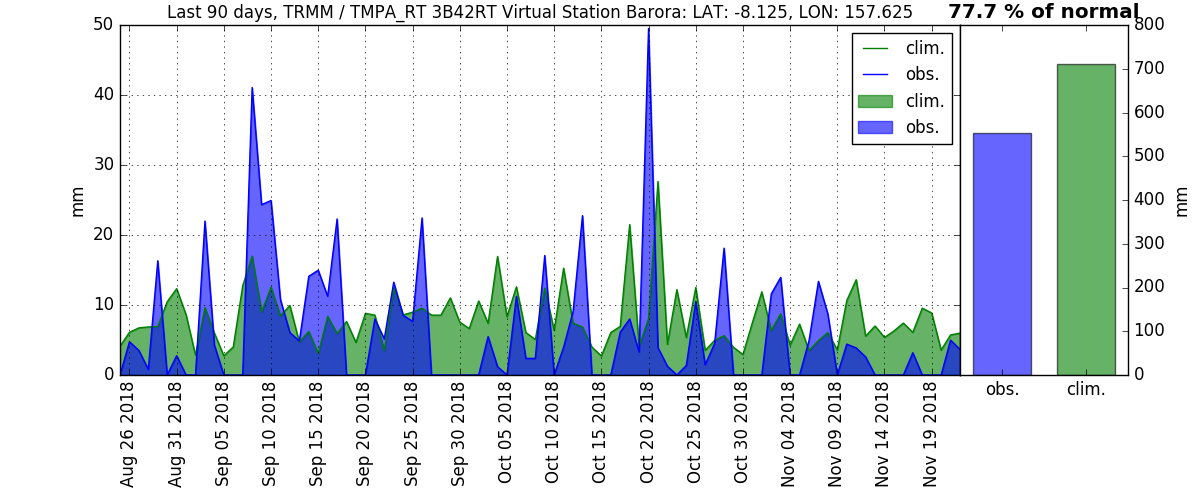 Last 90 days, TRMM / TMPA_RT 3B42RT Virtual Station Barora: LAT: -8.125, LON: 157.625
77.7 % of normal
50
40
30
20
10
0
mm
clim.
obs.
clim.
obs.
800
700
600
500
400
300
200
100
0
mm
obs.
clim.
Aug 26 2018
Aug 31 2018
Sep 05 2018
Sep 10 2018
Sep 15 2018
Sep 20 2018
Sep 25 2018
Sep 30 2018
Oct 05 2018
Oct 10 2018
Oct 15 2018
Oct 20 2018
Oct 25 2018
Oct 30 2018
Nov 04 2018
Nov 09 2018
Nov 14 2018
Nov 19 2018